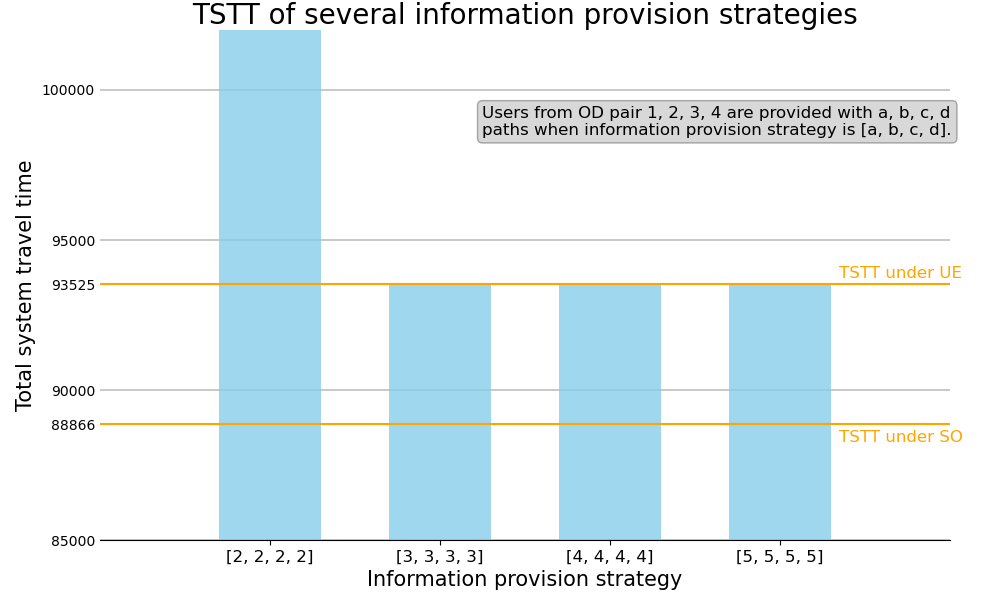 TSTT of several information provision strategies
100000
Users from OD pair 1, 2, 3, 4 are provided with a, b, c, d
paths when information provision strategy is [a, b, c, d].
95000
TSTT under UE
93525
90000
88866
TSTT under SO
85000
Total system travel time
[2, 2, 2, 2]
[3, 3, 3, 3]
[4, 4, 4, 4]
[5, 5, 5, 5]
Information provision strategy